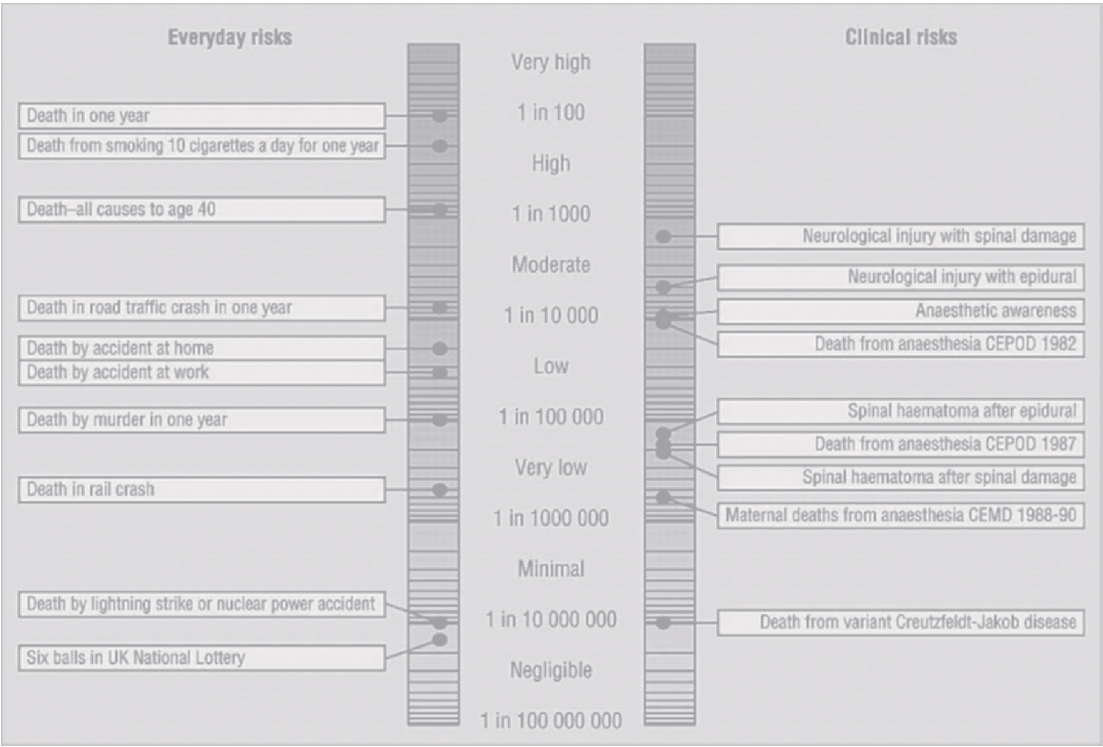 Everyday risks
Clinical risks
Very high
Death in one year
1 in 100
Death from smoking 10 cigarettes a day for one year
High
Death–all causes to age 40
1 in 1000
Neurological injury with spinal damage
Moderate
Neurological injury with epidural
Death in road traffic crash in one year
1 in 10 000
Anaesthetic awareness
Death by accident at home
Death from anaesthesia CEPOD 1982
Low
Death by accident at work
Death by murder in one year
1 in 100 000
Spinal haematoma after epidural
Death from anaesthesia CEPOD 1987
Very low
Spinal haematoma after spinal damage
Death in rail crash
1 in 1000 000
Maternal deaths from anaesthesia CEMD 1988-90
Minimal
Death by lightning strike or nuclear power accident
1 in 10 000 000
Death from variant Creutzfeldt-Jakob disease
Six balls in UK National Lottery
Negligible
1 in 100 000 000